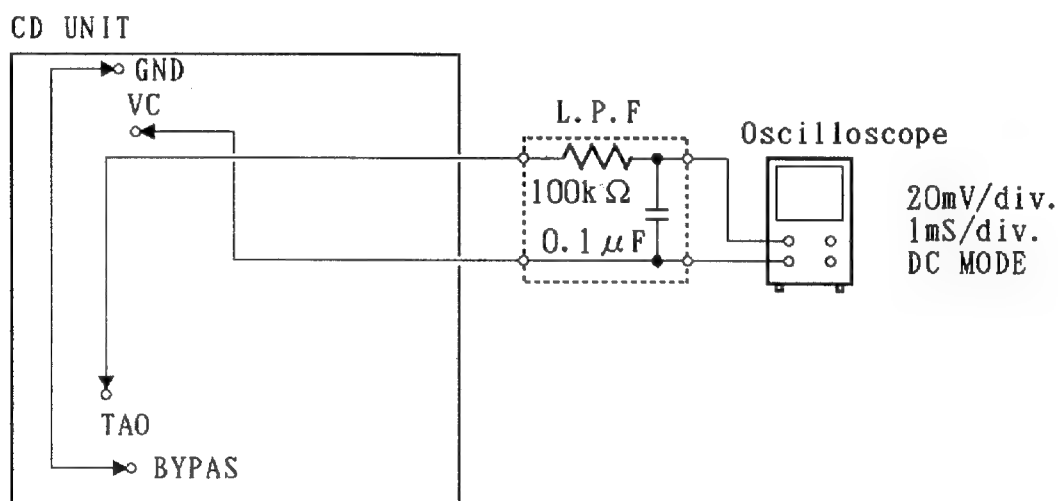 CD UNIT
GND
VC
L.P.F
Oscilloscope
100kΩ
0.1μF
20mV/div.
1mS/div.
DC MODE
TAO
BYPAS